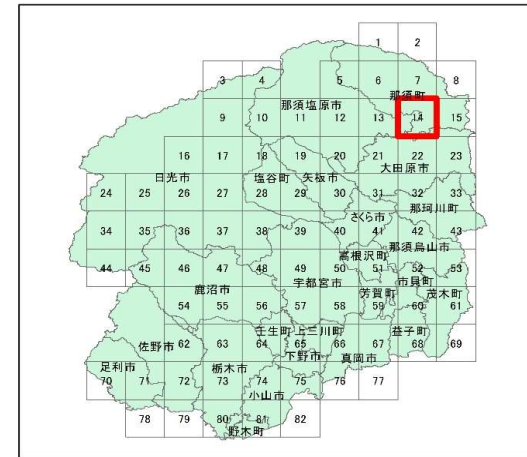 1 2
3 4 5 6 7 8
那須町
那須塩原市
9 10 11 12 13 14 15
16 17 18 19 20 21 22 23
大田原市
日光市 塩谷町 矢板市
24 25 26 27 28 29 30 31 32 33
さくら市 那珂川町
34 35 36 37 38 39 40 41 42 43
高根沢町 那須烏山市
44 45 46 47 48 49 50 51 52 53
鹿沼市 宇都宮市 芳賀町 市貝町 茂木町
54 55 56 57 58 59 60 61
壬生町 上三川町 益子町
佐野市 62 63 64 65 66 67 68 69
下野市 真岡市
足利市 栃木市
70 71 72 73 74 75 76 77
小山市
78 79 80 81 82
野木町